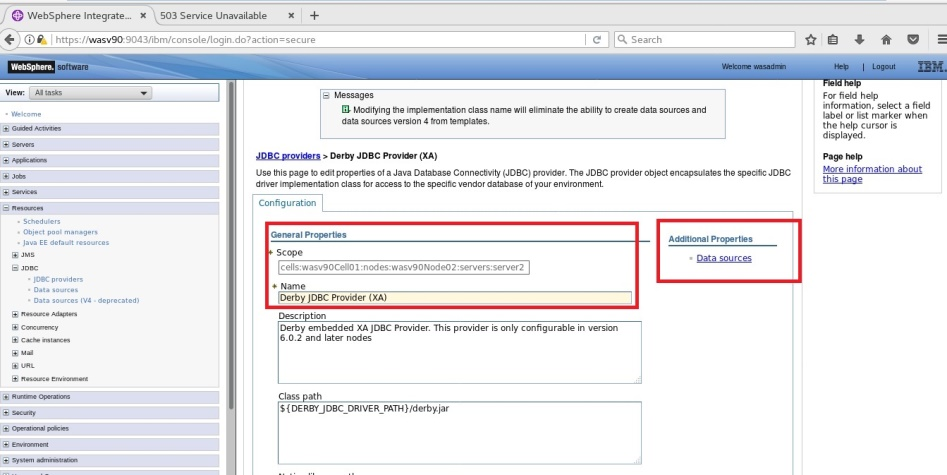 WebSphere Integrate... ×
503 Service Unavailable ×
https://wasv90:9043/ibm/console/login.do?action=secure
Search
WebSphere. software
Welcome wasadmin
Help | Logout
IBM.
View: All tasks
Welcome
Guided Activities
Servers
Applications
Jobs
Services
Resources
Schedulers
Object pool managers
Java EE default resources
JMS
JDBC
JDBC providers
Data sources
Data sources (V4 - deprecated)
Resource Adapters
Concurrency
Cache instances
Mail
URL
Resource Environment
Runtime Operations
Security
Operational policies
Environment
System administration
Messages
Modifying the implementation class name will eliminate the ability to create data sources and
data sources version 4 from templates.
JDBC providers > Derby JDBC Provider (XA)
Use this page to edit properties of a Java Database Connectivity (JDBC) provider. The JDBC provider object encapsulates the specific JDBC
driver implementation class for access to the specific vendor database of your environment.
Configuration
General Properties
* Scope
cells:wasv90Cell01:nodes:wasv90Node02:servers:server2
* Name
Derby JDBC Provider (XA)
Description
Derby embedded XA JDBC Provider. This provider is only configurable in version
6.0.2 and later nodes
Class path
${DERBY_JDBC_DRIVER_PATH}/derby.jar
Additional Properties
Data sources
Field help
For field help
information, select a field
label or list marker when
the help cursor is
displayed.
Page help
More information about
this page